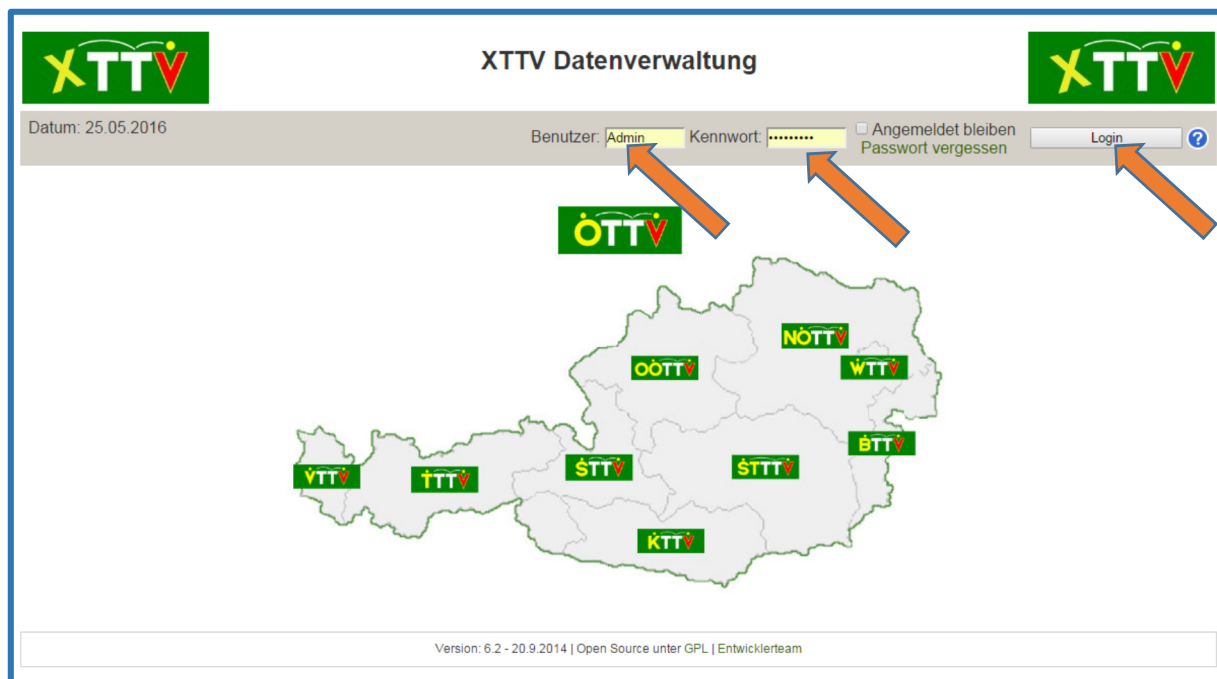 XTTV
XTTV Datenverwaltung
XTTV
Datum: 25.05.2016
Benutzer: Admin Kennwort: ••••••••• Angemeldet bleiben Login ?
Passwort vergessen
ÖTTV
NÖTTV
OÖTTV
WTTV
BTTV
VTTV
TTTV
STTV
STTTV
KTTV
Version: 6.2 - 20.9.2014 | Open Source unter GPL | Entwicklerteam